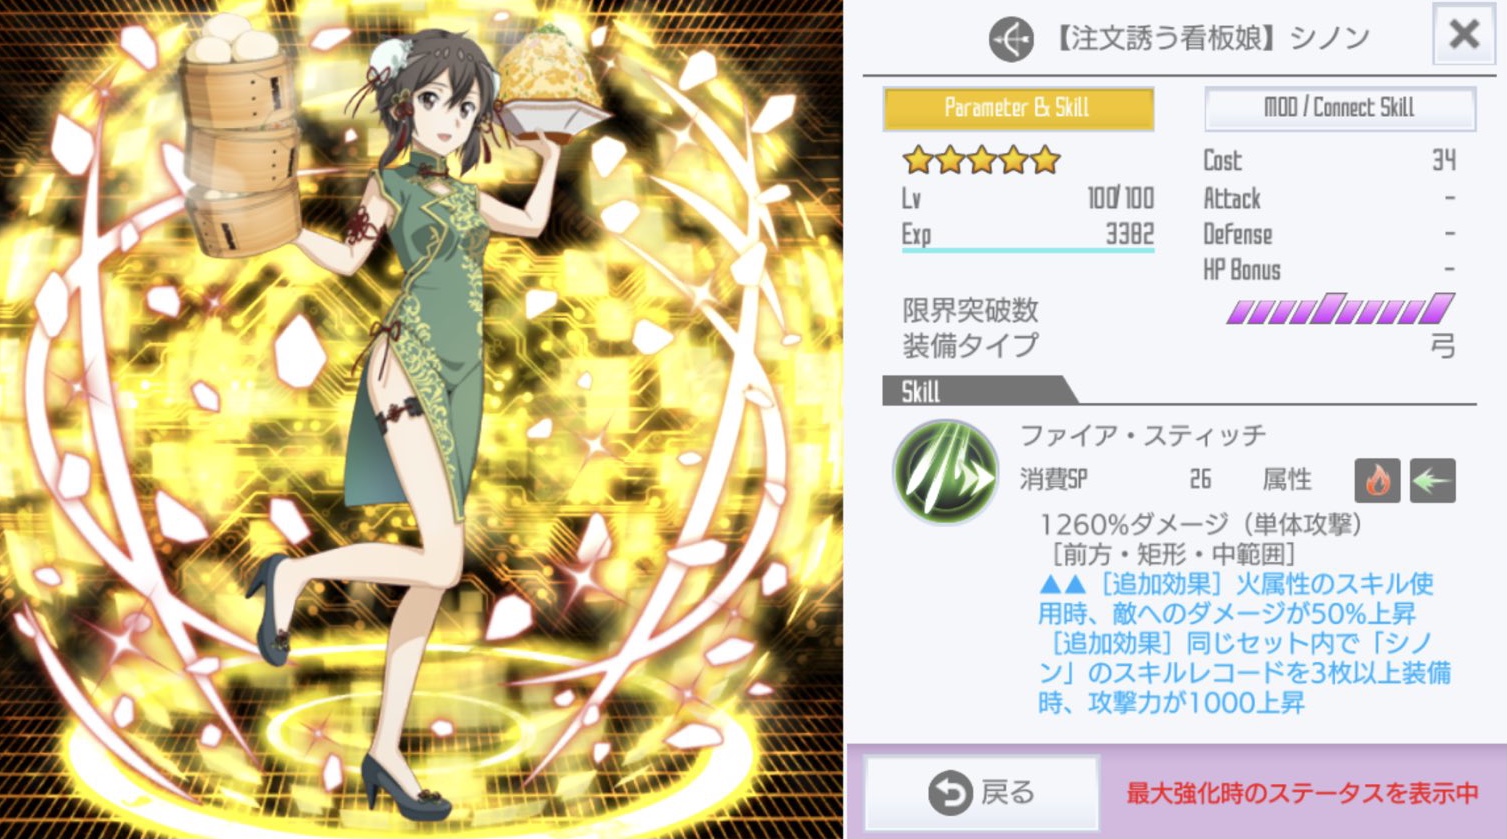 【注文誘う看板娘】シノン
Parameter & Skill
MOD / Connect Skill
Lv 100/100
Exp 3382
Cost 34
Attack -
Defense -
HP Bonus -
限界突破数
装備タイプ 弓
Skill
ファイア・スティッチ
消費SP 26 属性
1260%ダメージ（単体攻撃）
［前方・矩形・中範囲］
▲▲［追加効果］火属性のスキル使
用時、敵へのダメージが50%上昇
［追加効果］同じセット内で「シノ
ン」のスキルレコードを3枚以上装備
時、攻撃力が1000上昇
戻る
最大強化時のステータスを表示中